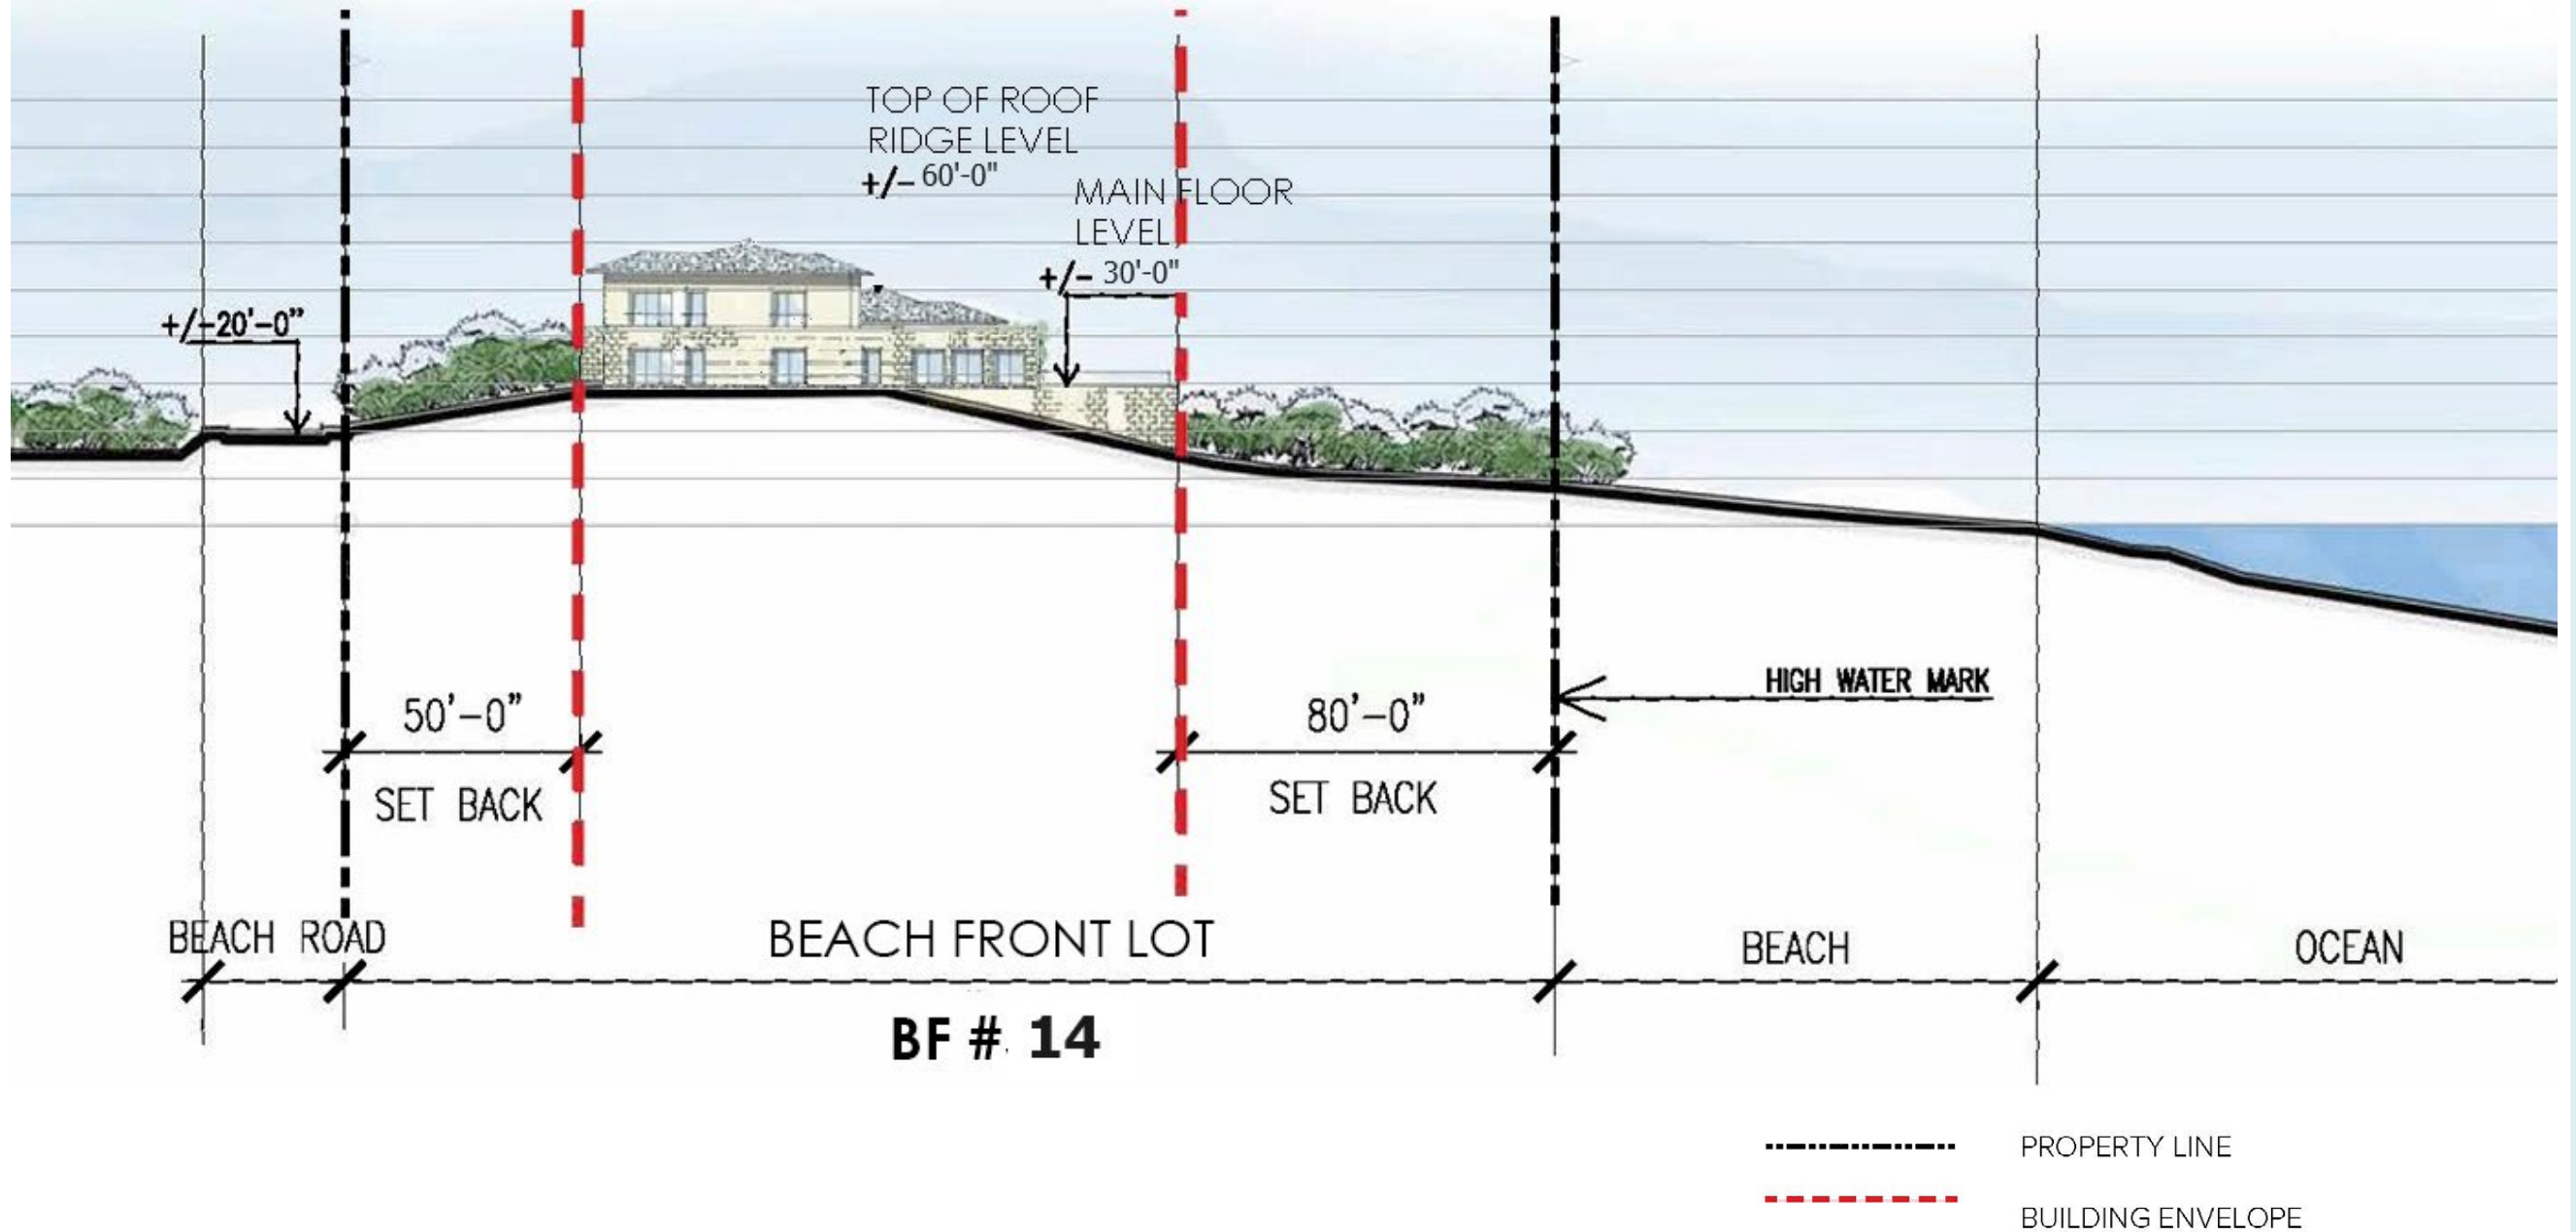 TOP OF ROOF
RIDGE LEVEL
+/- 60'-0"
MAIN FLOOR
LEVEL
+/- 30'-0"
+/-20'-0”
HIGH WATER MARK
50'-0”
SET BACK
80'-0”
SET BACK
BEACH ROAD
BEACH FRONT LOT
BEACH
OCEAN
BF # 14
PROPERTY LINE
BUILDING ENVELOPE